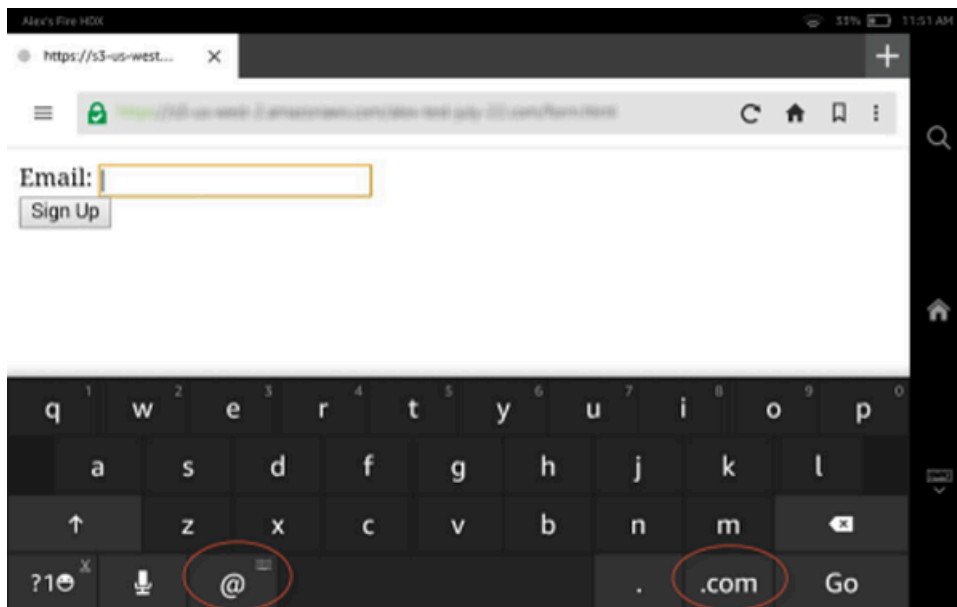 Alex's Fire HDX 33% 11:51 AM
https://s3-us-west...
Email:
Sign Up
q 1 w 2 e 3 r 4 t 5 y 6 u 7 i 8 o 9 p 0
a s d f g h j k l
z x c v b n m
?1 @ . .com Go